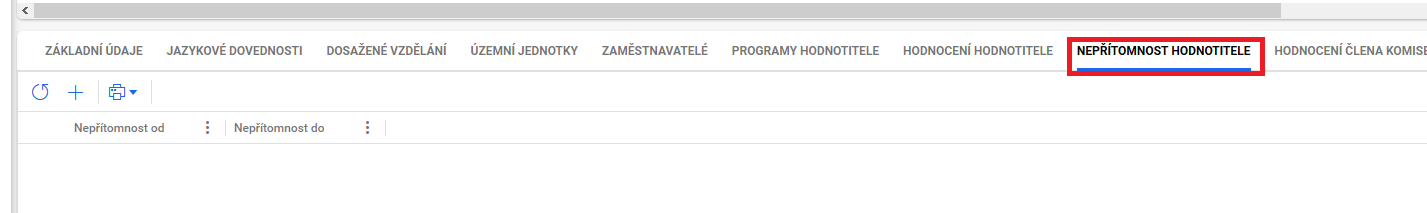 ZÁKLADNÍ ÚDAJE JAZYKOVÉ DOVEDNOSTI DOSAŽENÉ VZDĚLÁNÍ ÚZEMNÍ JEDNOTKY ZAMĚSTNAVATELÉ PROGRAMY HODNOTITELE HODNOCENÍ HODNOTITELE NEPŘÍTOMNOST HODNOTITELE HODNOCENÍ ČLENA KOMISE
Nepřítomnost od Nepřítomnost do